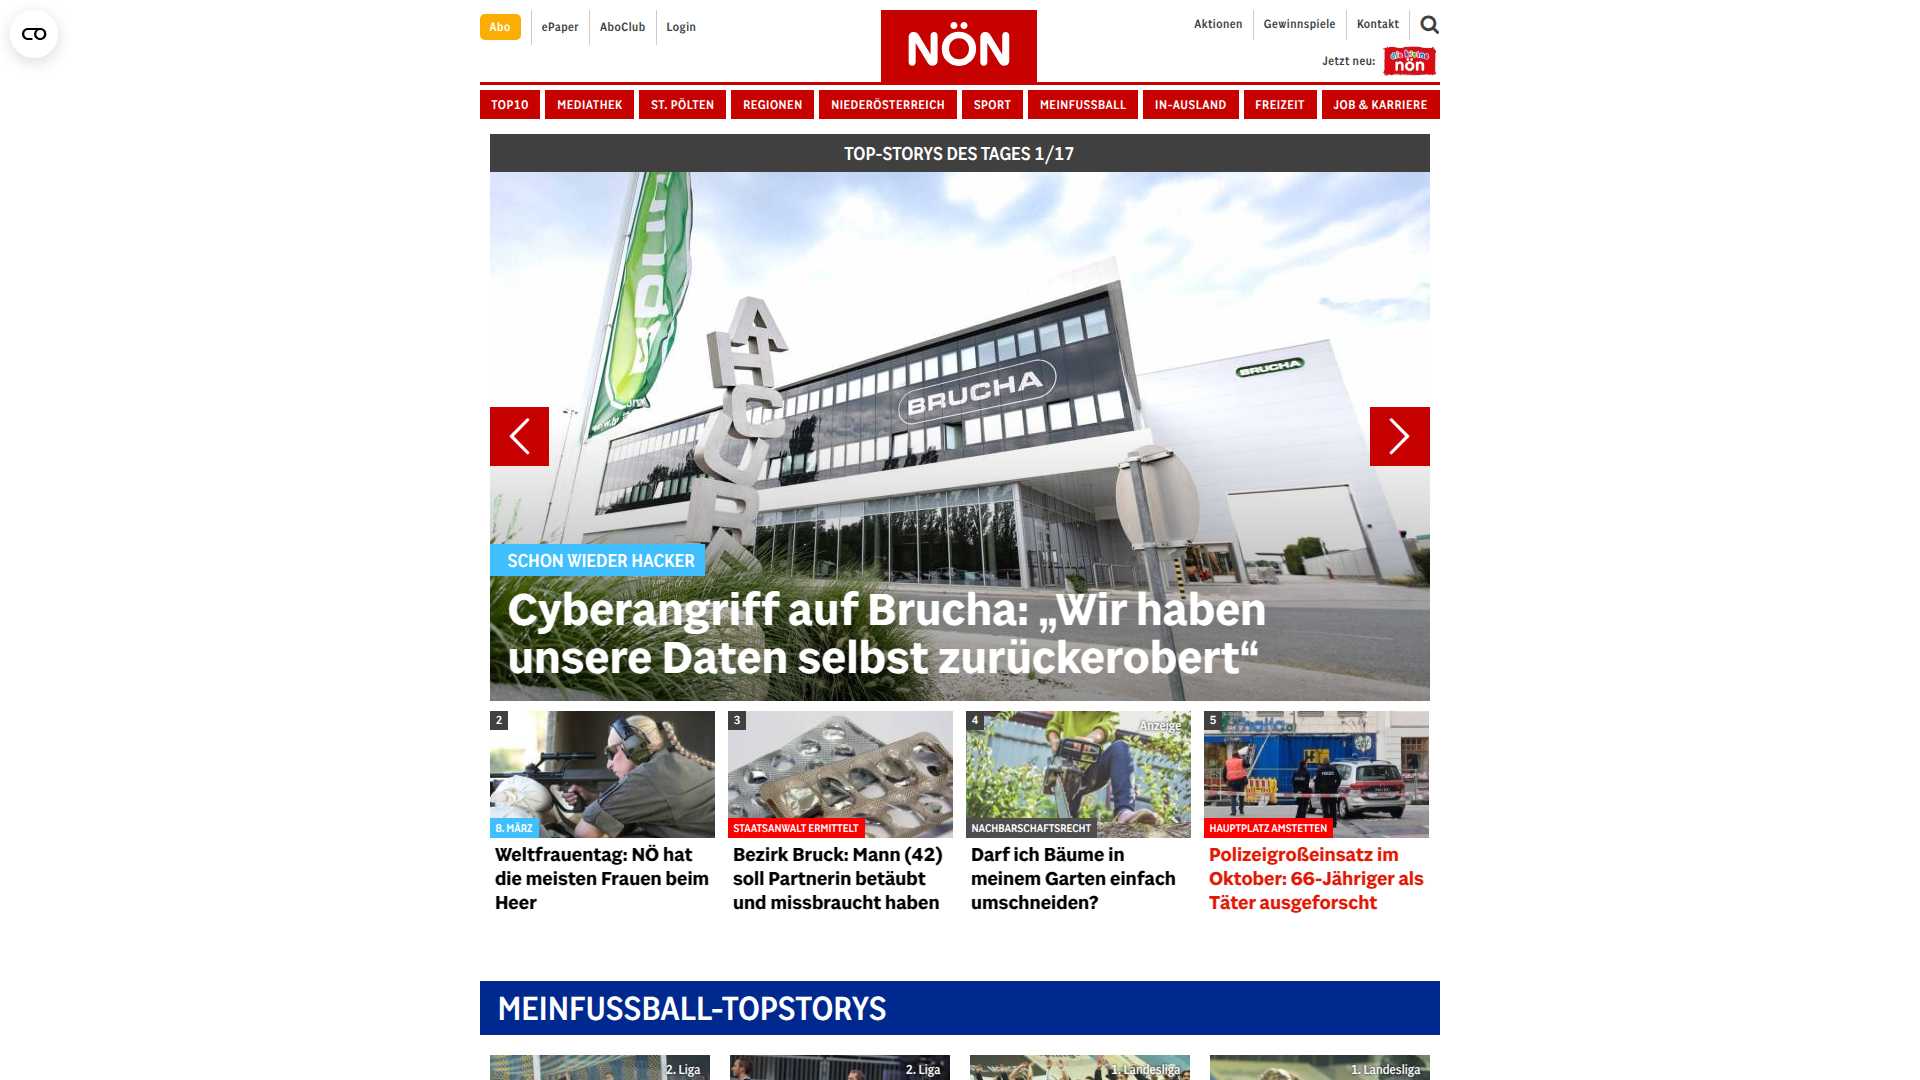 Abo
ePaper
AboClub
Login
NÖN
Aktionen
Gewinnspiele
Kontakt
Jetzt neu:
die kleine
nön
TOP10
MEDIATHEK
ST. PÖLTEN
REGIONEN
NIEDERÖSTERREICH
SPORT
MEINFUSSBALL
IN-AUSLAND
FREIZEIT
JOB & KARRIERE
TOP-STORYS DES TAGES 1/17
BRUCHA
BRUCHA
SCHON WIEDER HACKER
Cyberangriff auf Brucha: „Wir haben
unsere Daten selbst zurückerobert“
2
8. MÄRZ
Weltfrauentag: NÖ hat
die meisten Frauen beim
Heer
3
STAATSANWALT ERMITTELT
Bezirk Bruck: Mann (42)
soll Partnerin betäubt
und missbraucht haben
4
Anzeige
NACHBARSCHAFTSRECHT
Darf ich Bäume in
meinem Garten einfach
umschneiden?
5
HAUPTPLATZ AMSTETTEN
Polizeigroßeinsatz im
Oktober: 66-Jähriger als
Täter ausgeforscht
MEINFUSSBALL-TOPSTORYS
2. Liga
2. Liga
1. Landesliga
1. Landesliga